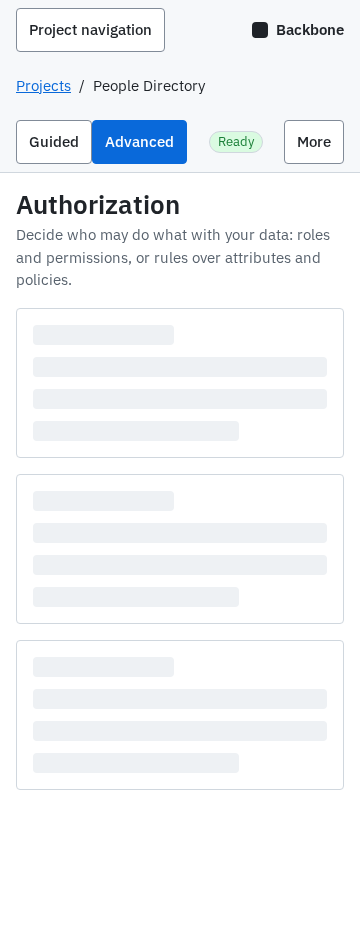 Project navigation
Backbone
Projects / People Directory
Guided
Advanced
Ready
More
Authorization
Decide who may do what with your data: roles
and permissions, or rules over attributes and
policies.